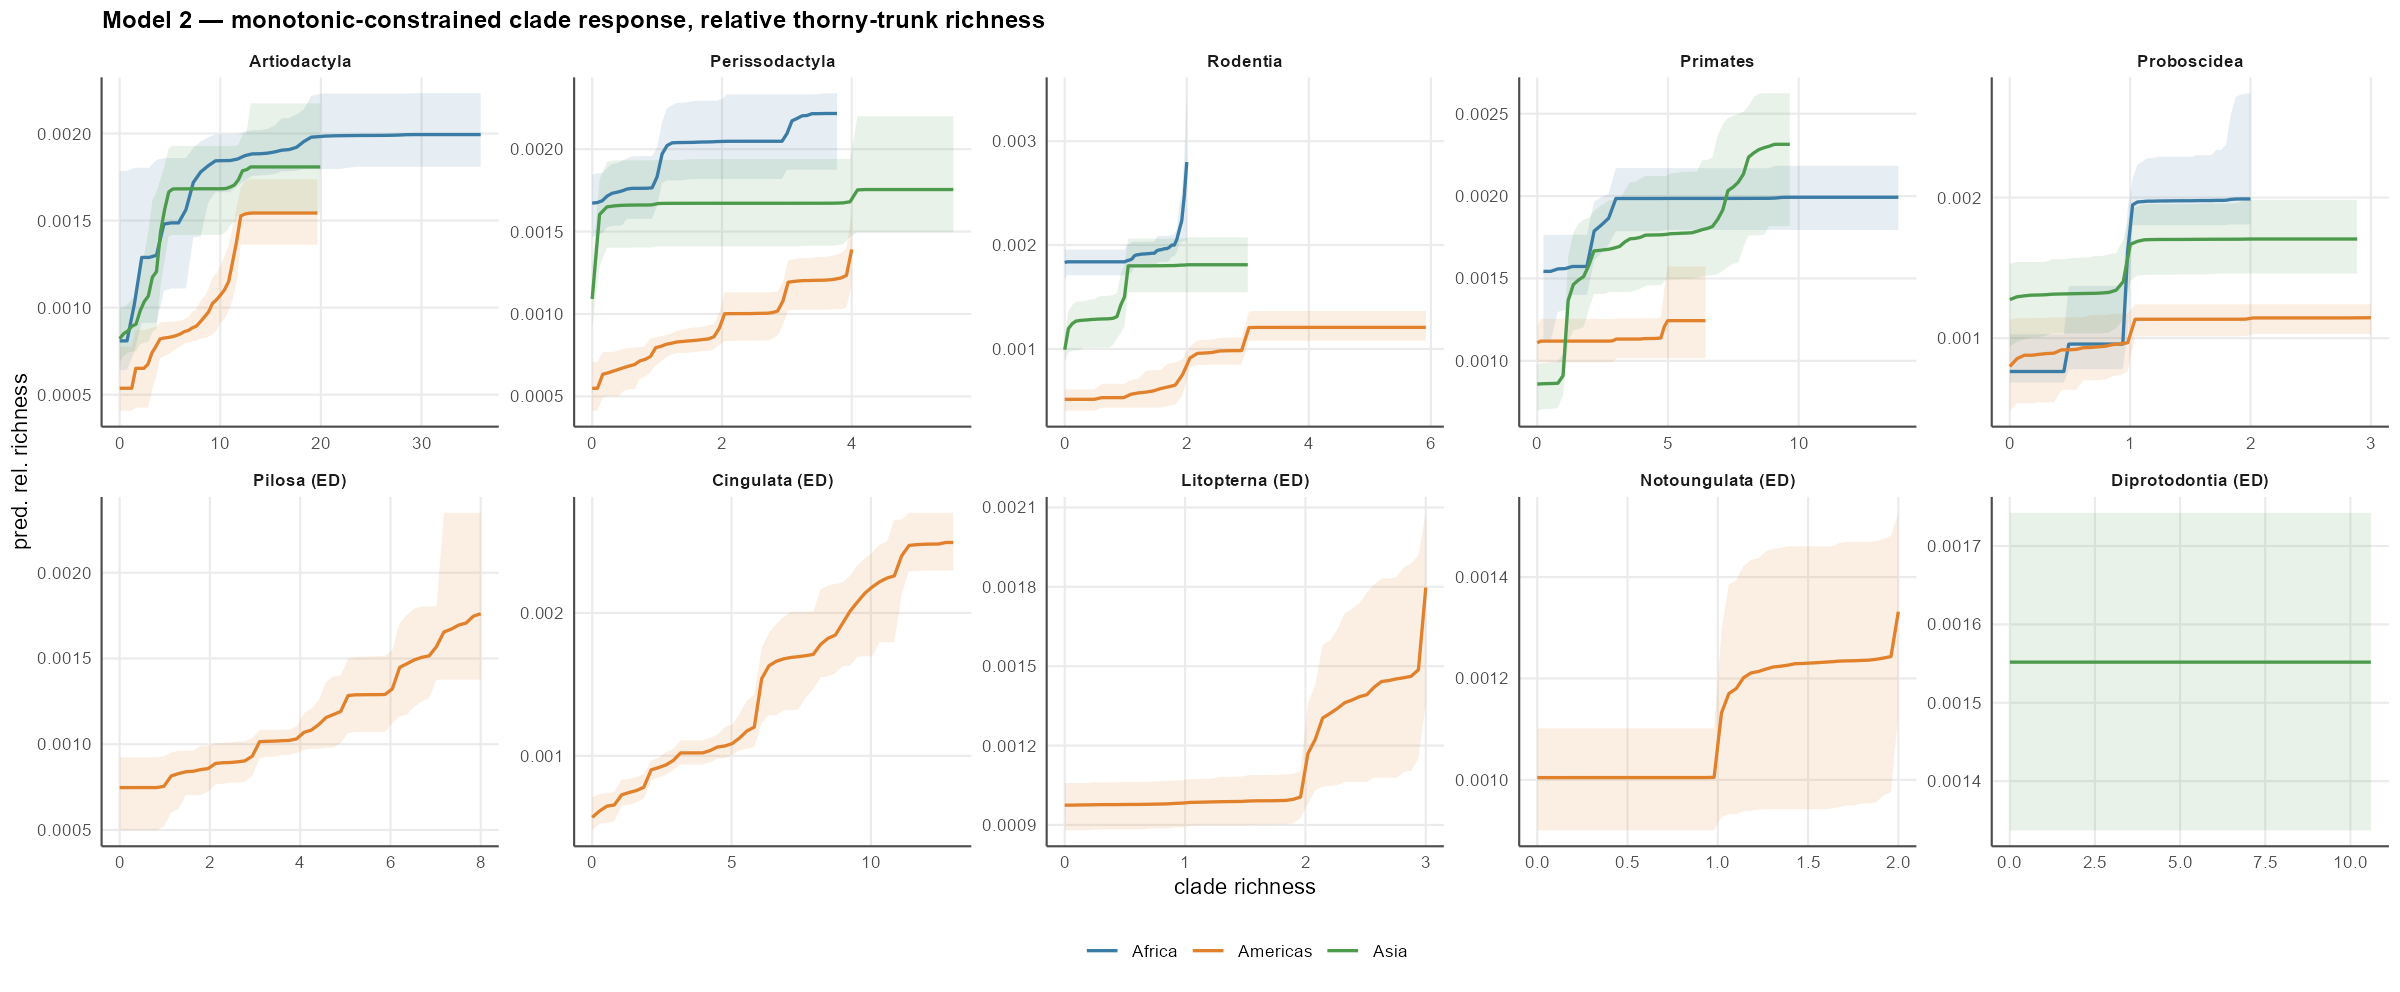 Model 2 — monotonic-constrained clade response, relative thorny-trunk richness
Artiodactyla
Perissodactyla
Rodentia
Primates
Proboscidea
0.0020
0.0015
0.0010
0.0005
0 10 20 30
0.0020
0.0015
0.0010
0.0005
0 2 4
0.003
0.002
0.001
0 2 4 6
0.0025
0.0020
0.0015
0.0010
0 5 10
0.002
0.001
0 1 2 3
pred. rel. richness
Pilosa (ED)
Cingulata (ED)
Litopterna (ED)
Notoungulata (ED)
Diprotodontia (ED)
0.0020
0.0015
0.0010
0.0005
0 2 4 6 8
0.002
0.001
0 5 10
0.0021
0.0018
0.0015
0.0012
0.0009
0 1 2 3
0.0014
0.0012
0.0010
0.0 0.5 1.0 1.5 2.0
0.0017
0.0016
0.0015
0.0014
0.0 2.5 5.0 7.5 10.0
clade richness
Africa Americas Asia